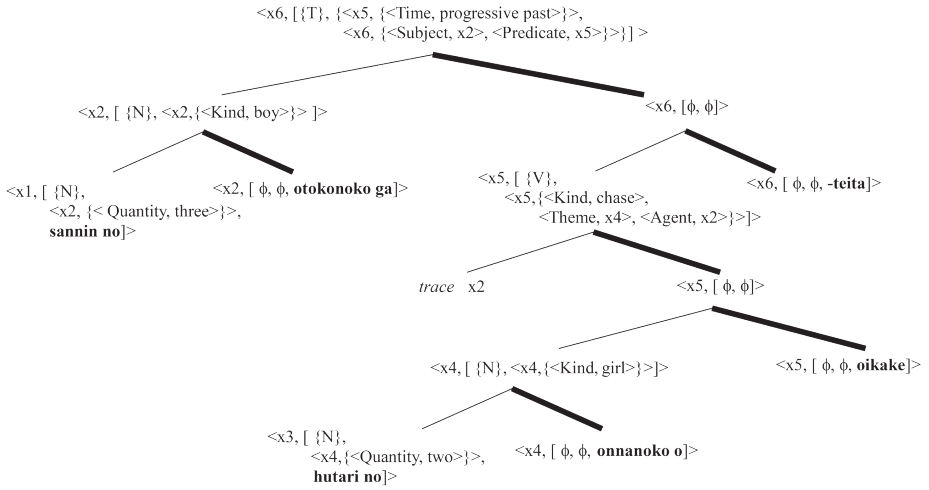 <x6, [{T}, {<x5, {<Time, progressive past>}>,
<x6, {<Subject, x2>, <Predicate, x5>}>}] >
<x2, [ {N}, <x2,{<Kind, boy>}> ]>
<x6, [ϕ, ϕ]>
<x1, [ {N},
<x2, {< Quantity, three>}>,
sannin no]>
<x2, [ ϕ, ϕ, otokonoko ga]>
<x5, [ {V},
<x5,{<Kind, chase>,
<Theme, x4>, <Agent, x2>}>]>
<x6, [ ϕ, ϕ, -teita]>
trace x2
<x5, [ ϕ, ϕ]>
<x4, [ {N}, <x4,{<Kind, girl>}>]>
<x5, [ ϕ, ϕ, oikake]>
<x3, [ {N},
<x4,{<Quantity, two>}>,
hutari no]>
<x4, [ ϕ, ϕ, onnanoko o]>